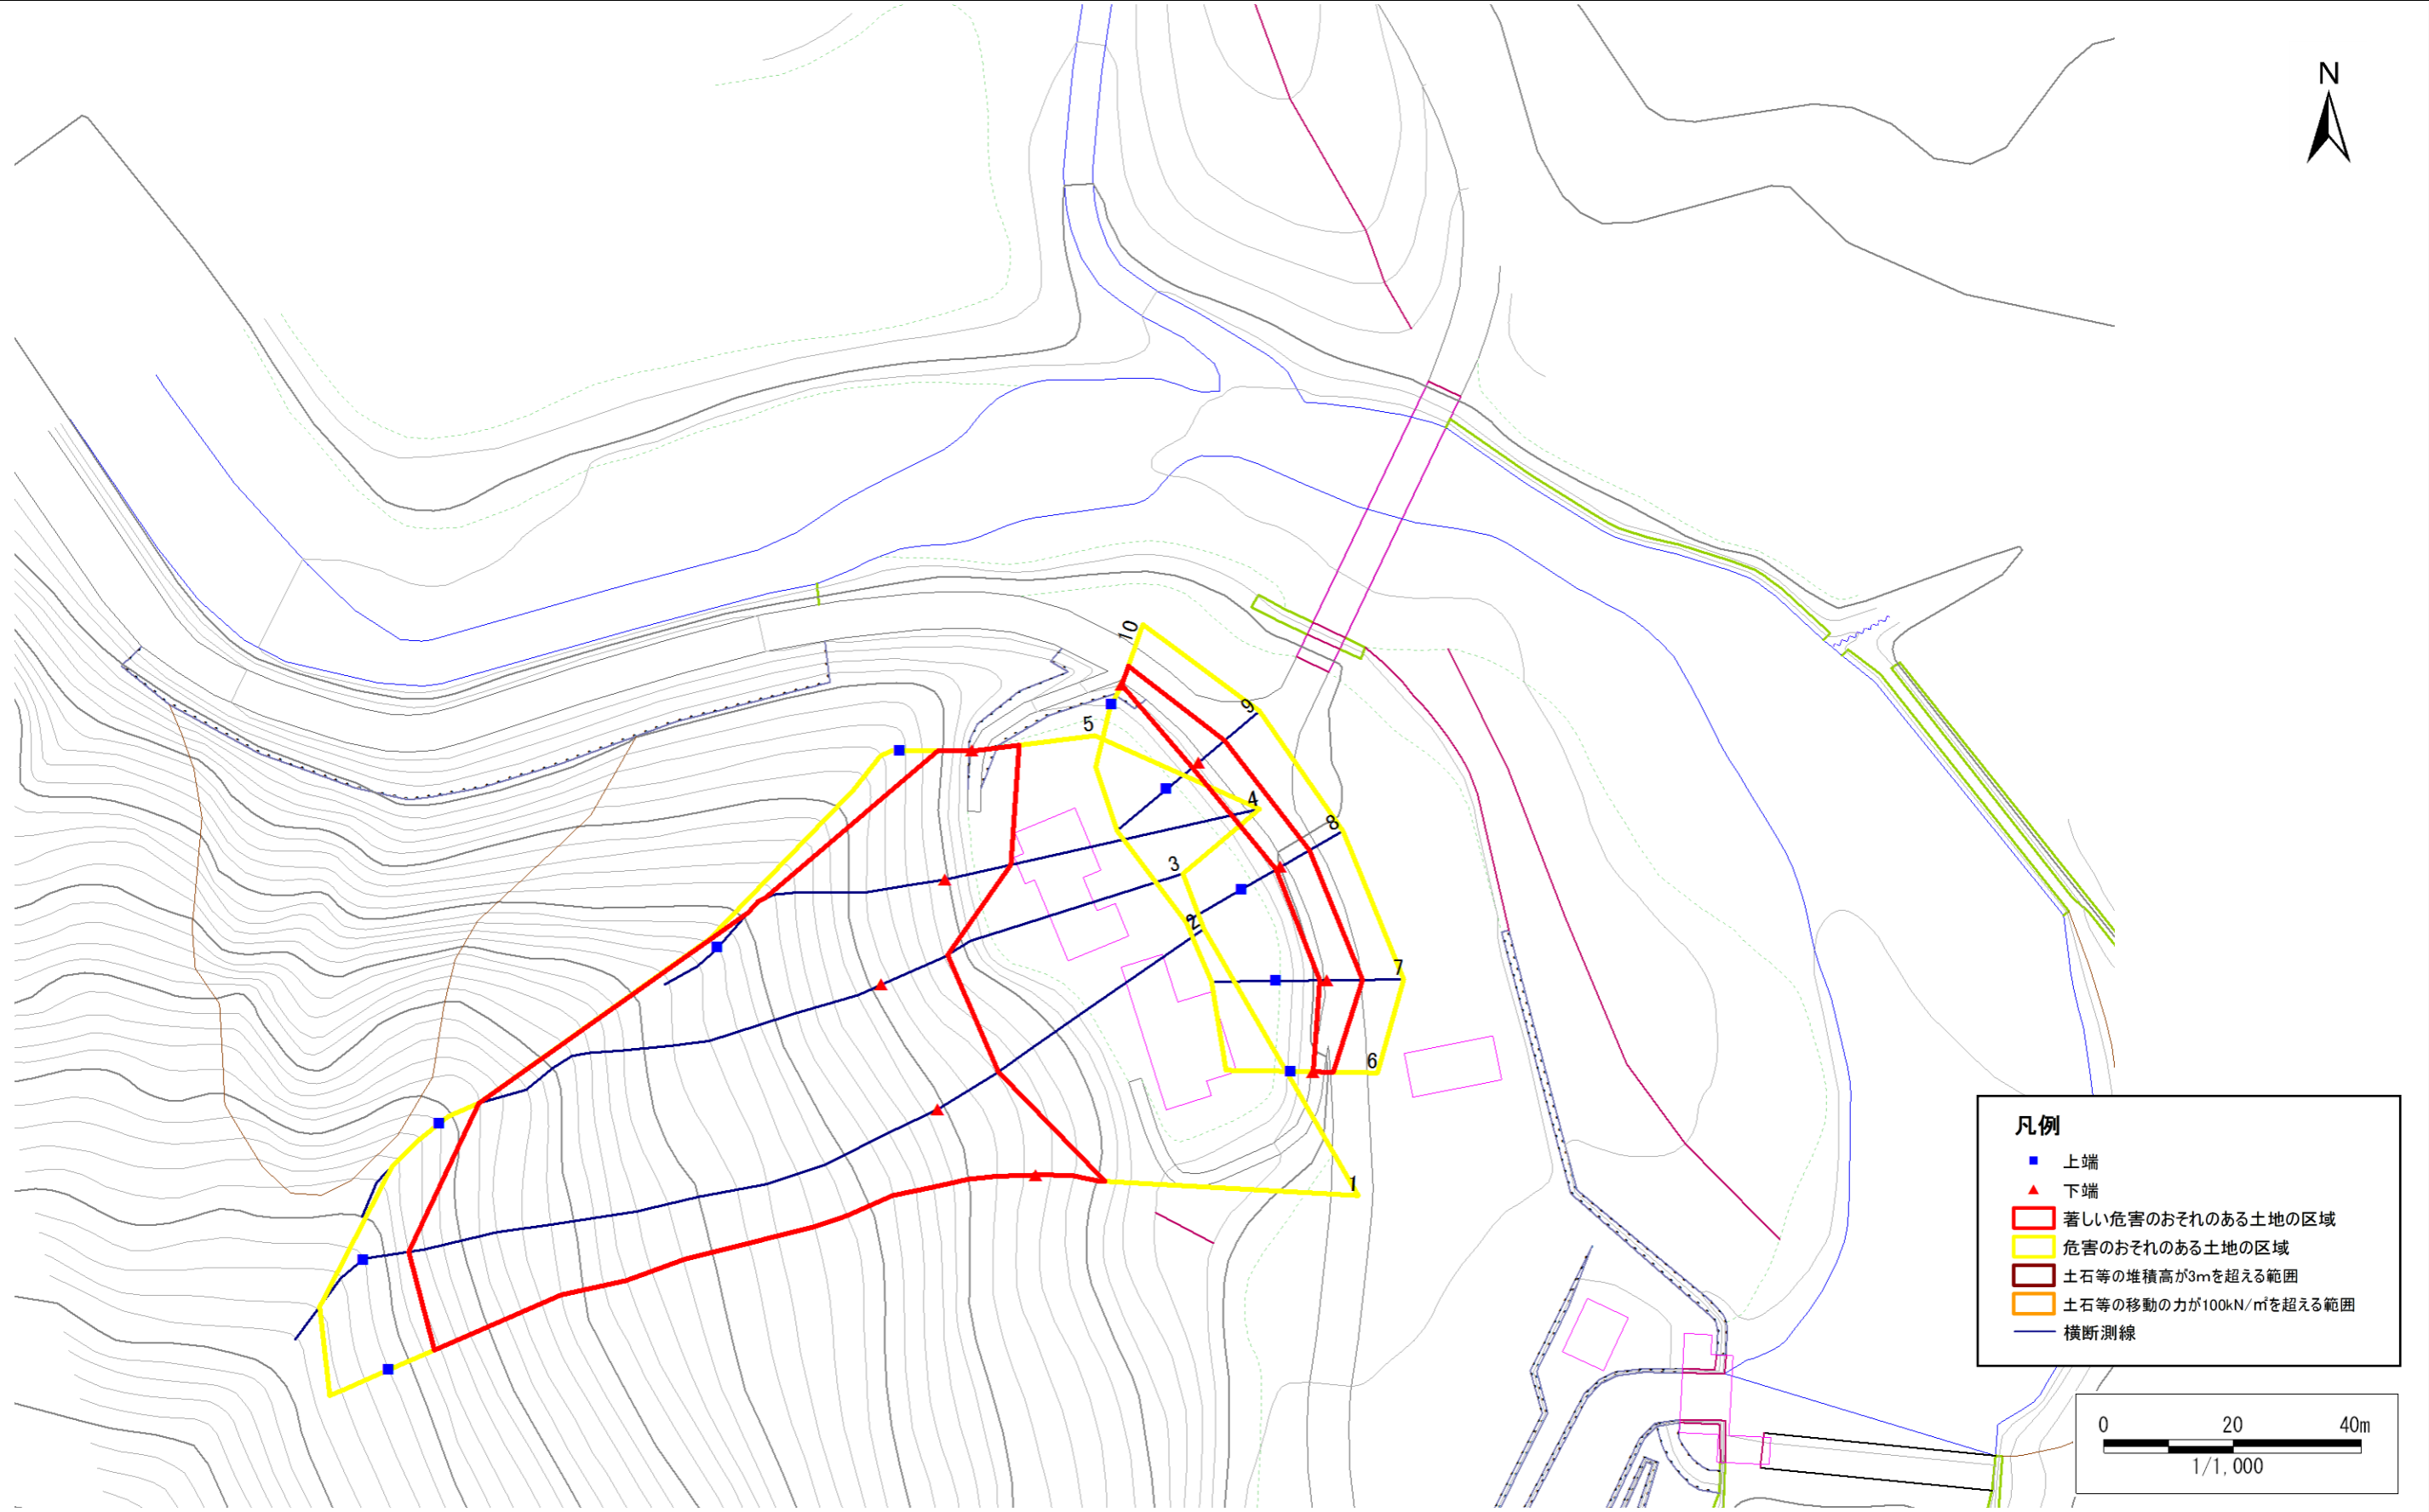 N
10
9
5
4
8
3
2
7
6
1
凡例
上端
下端
著しい危害のおそれのある土地の区域
危害のおそれのある土地の区域
土石等の堆積高が3mを超える範囲
土石等の移動の力が100kN/㎡を超える範囲
横断測線
0 20 40m
1/1,000